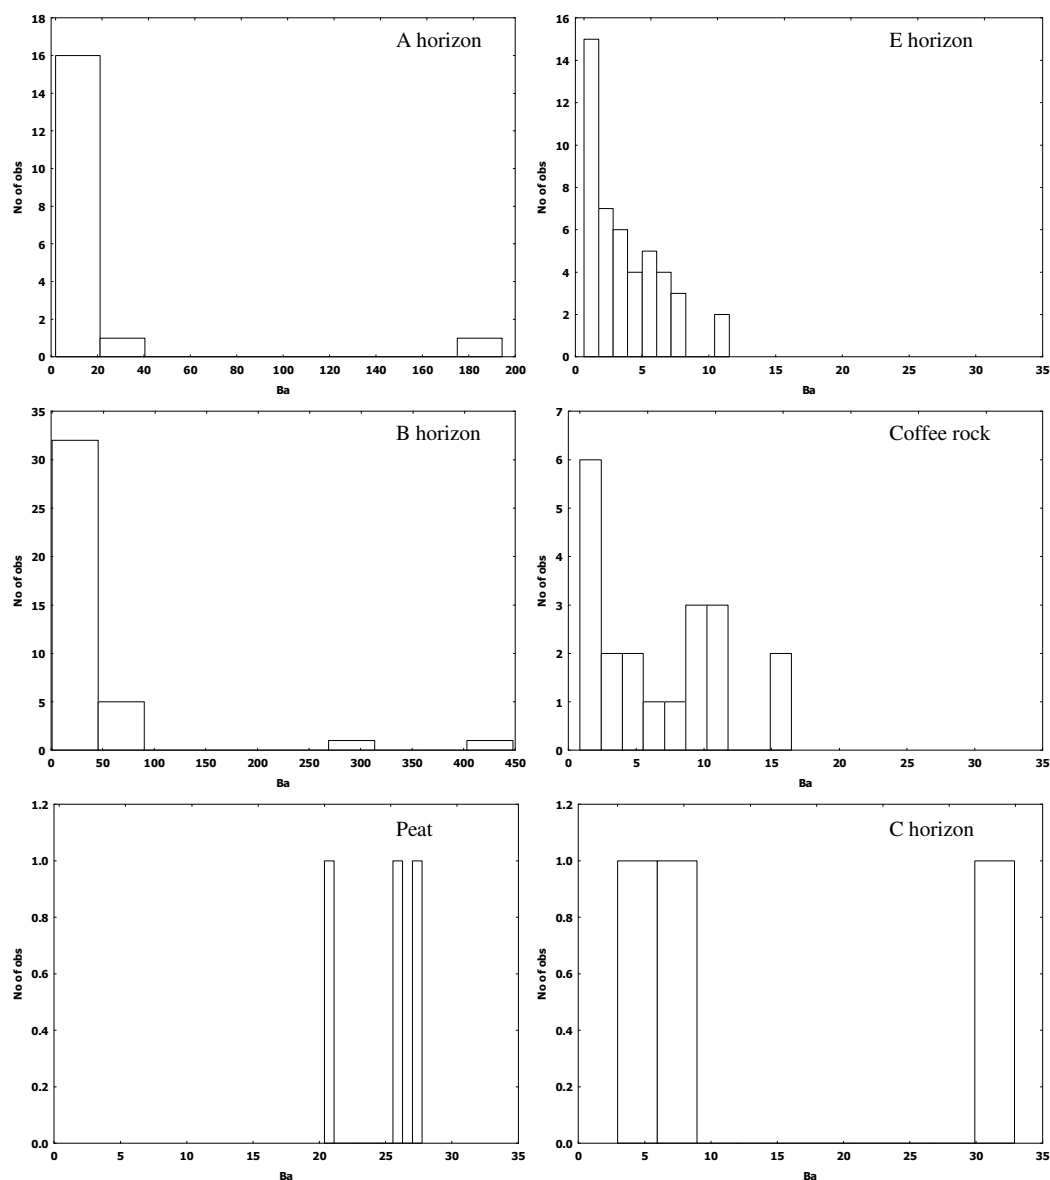 A horizon
No of obs
18
16
14
12
10
8
6
4
2
0
0 20 40 60 80 100 120 140 160 180 200
Ba
E horizon
No of obs
16
14
12
10
8
6
4
2
0
0 5 10 15 20 25 30 35
Ba
B horizon
No of obs
35
30
25
20
15
10
5
0
0 50 100 150 200 250 300 350 400 450
Ba
Coffee rock
No of obs
7
6
5
4
3
2
1
0
0 5 10 15 20 25 30 35
Ba
Peat
No of obs
1.2
1.0
0.8
0.6
0.4
0.2
0.0
0 5 10 15 20 25 30 35
Ba
C horizon
No of obs
1.2
1.0
0.8
0.6
0.4
0.2
0.0
0 5 10 15 20 25 30 35
Ba